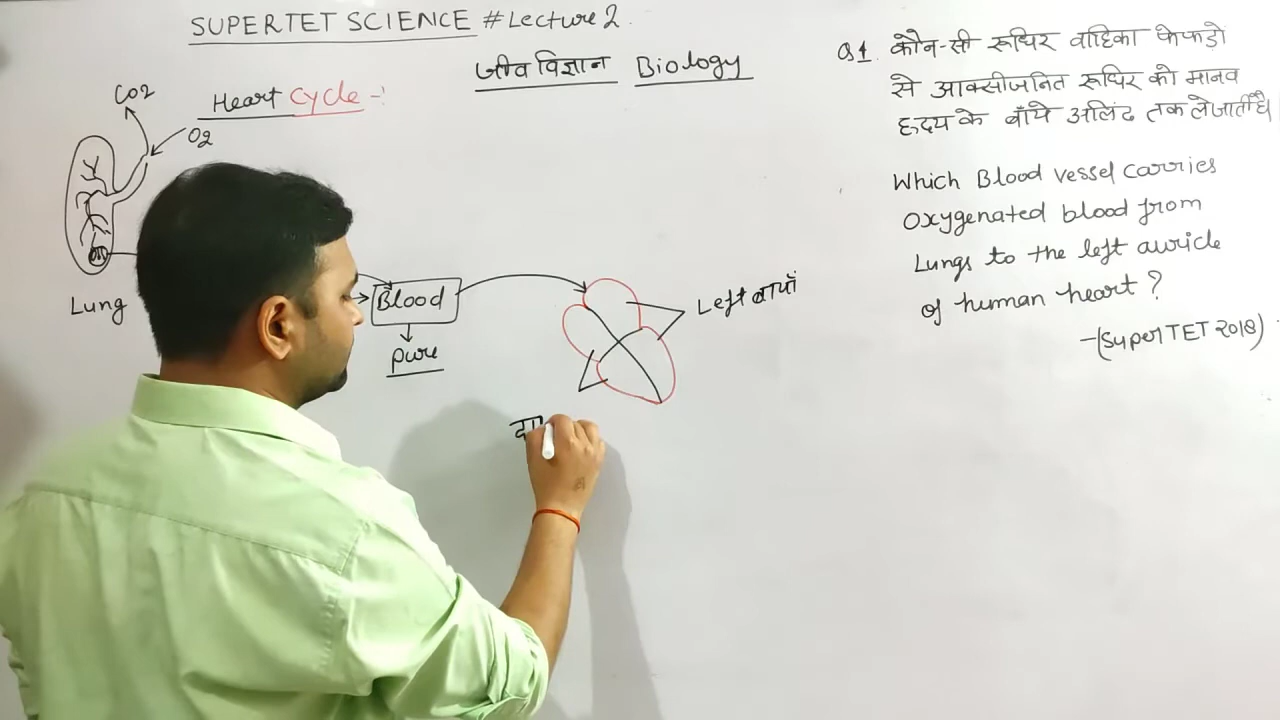 SUPERTET SCIENCE #Lecture 2.
जीव विज्ञान Biology
Heart Cycle -:
CO2
O2
Lung
Blood
pure
Left बायाँ
Q1. कौन-सी रूधिर वाहिका फेफड़ो
से आक्सीजनित रूधिर को मानव
हृदय के बाँये अलिंद तक ले जाती है।
Which Blood vessel carries
oxygenated blood from
Lungs to the left auricle
of human heart ?
-(SuperTET 2018)